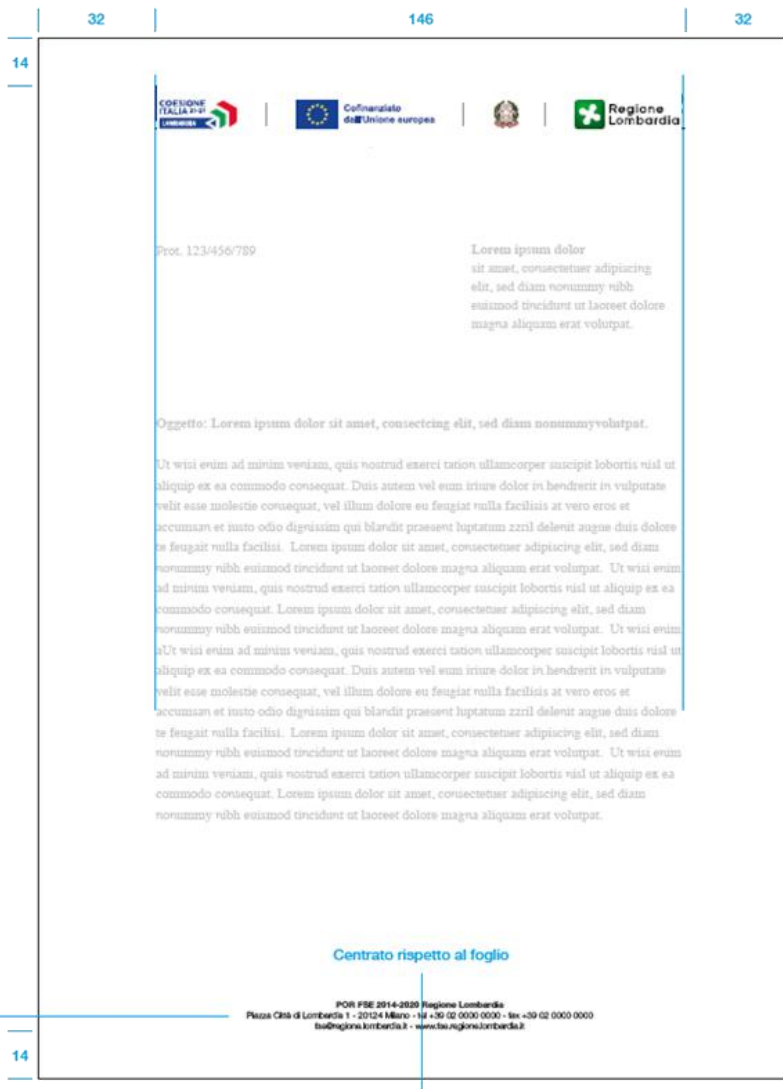 32 146 32
14
COESIONE
ITALIA 21-27
LOMBARDIA
Cofinanziato
dall'Unione europea
Regione
Lombardia
Prot. 123/456/789
Lorem ipsum dolor
sit amet, consectetuer adipiscing
elit, sed diam nonummy nibh
euismod tincidunt ut laoreet dolore
magna aliquam erat volutpat.
Oggetto: Lorem ipsum dolor sit amet, consectcing elit, sed diam nonummyvolutpat.
Ut wisi enim ad minim veniam, quis nostrud exerci tation ullamcorper suscipit lobortis nisl ut
aliquip ex ea commodo consequat. Duis autem vel eum iriure dolor in hendrerit in vulputate
velit esse molestie consequat, vel illum dolore eu feugiat nulla facilisis at vero eros et
accumsan et iusto odio dignissim qui blandit praesent luptatum zzril delenit augue duis dolore
te feugait nulla facilisi. Lorem ipsum dolor sit amet, consectetuer adipiscing elit, sed diam
nonummy nibh euismod tincidunt ut laoreet dolore magna aliquam erat volutpat. Ut wisi enim
ad minim veniam, quis nostrud exerci tation ullamcorper suscipit lobortis nisl ut aliquip ex ea
commodo consequat. Lorem ipsum dolor sit amet, consectetuer adipiscing elit, sed diam
nonummy nibh euismod tincidunt ut laoreet dolore magna aliquam erat volutpat. Ut wisi enim
aUt wisi enim ad minim veniam, quis nostrud exerci tation ullamcorper suscipit lobortis nisl ut
aliquip ex ea commodo consequat. Duis autem vel eum iriure dolor in hendrerit in vulputate
velit esse molestie consequat, vel illum dolore eu feugiat nulla facilisis at vero eros et
accumsan et iusto odio dignissim qui blandit praesent luptatum zzril delenit augue duis dolore
te feugait nulla facilisi. Lorem ipsum dolor sit amet, consectetuer adipiscing elit, sed diam
nonummy nibh euismod tincidunt ut laoreet dolore magna aliquam erat volutpat. Ut wisi enim
ad minim veniam, quis nostrud exerci tation ullamcorper suscipit lobortis nisl ut aliquip ex ea
commodo consequat. Lorem ipsum dolor sit amet, consectetuer adipiscing elit, sed diam
nonummy nibh euismod tincidunt ut laoreet dolore magna aliquam erat volutpat.
Centrato rispetto al foglio
POR FSE 2014-2020 Regione Lombardia
Piazza Città di Lombardia 1 - 20124 Milano - tel +39 02 0000 0000 - fax +39 02 0000 0000
fse@regione.lombardia.it - www.fse.regione.lombardia.it
14